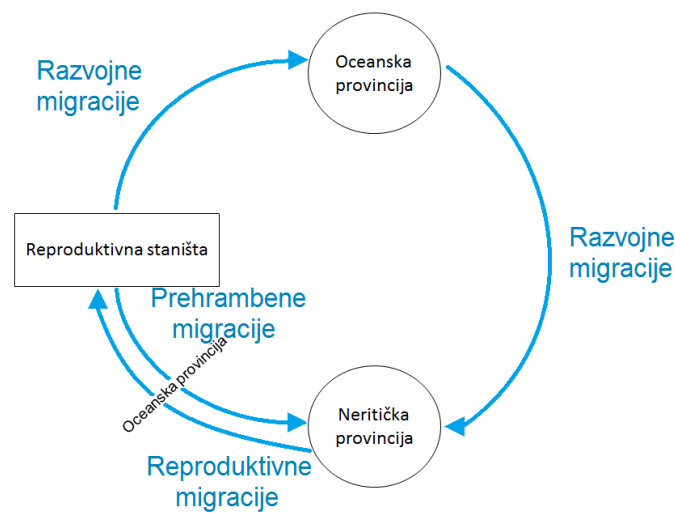 Oceanska
provincija
Razvojne
migracije
Razvojne
migracije
Reproduktivna staništa
Prehrambene
migracije
Oceanska provincija
Neritička
provincija
Reproduktivne
migracije